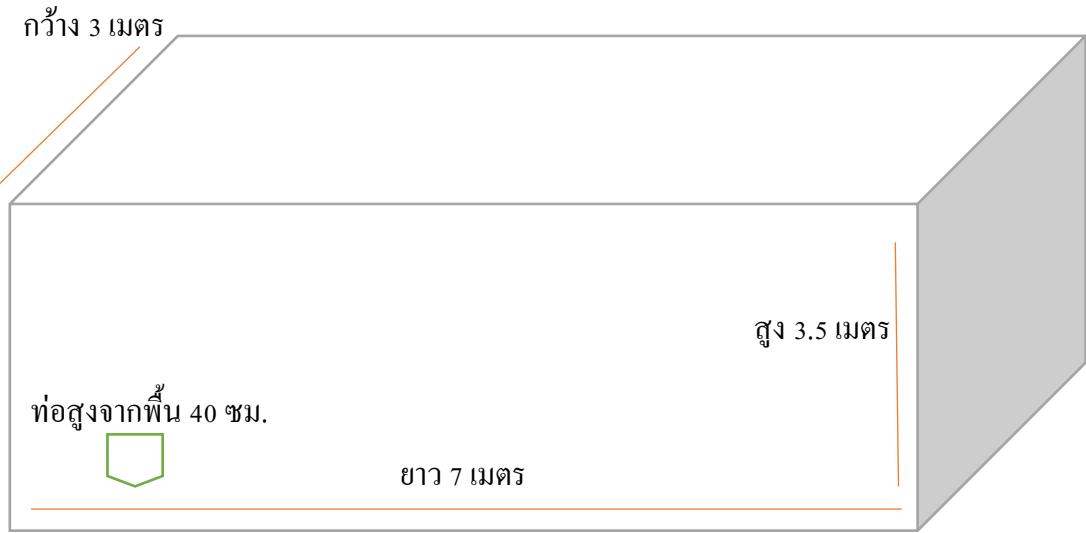 กว้าง 3 เมตร
สูง 3.5 เมตร
ท่อสูงจากพื้น 40 ซม.
ยาว 7 เมตร